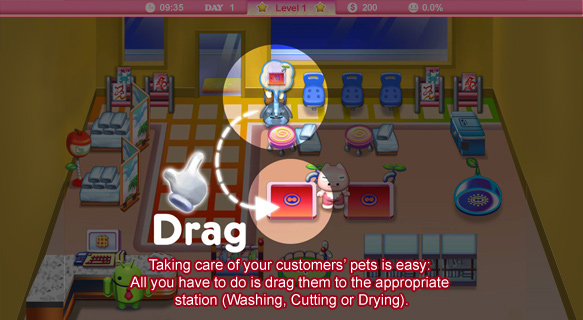 09:35 DAY 1 Level 1 200 0.0%
Drag
Taking care of your customers' pets is easy:
All you have to do is drag them to the appropriate
station (Washing, Cutting or Drying).